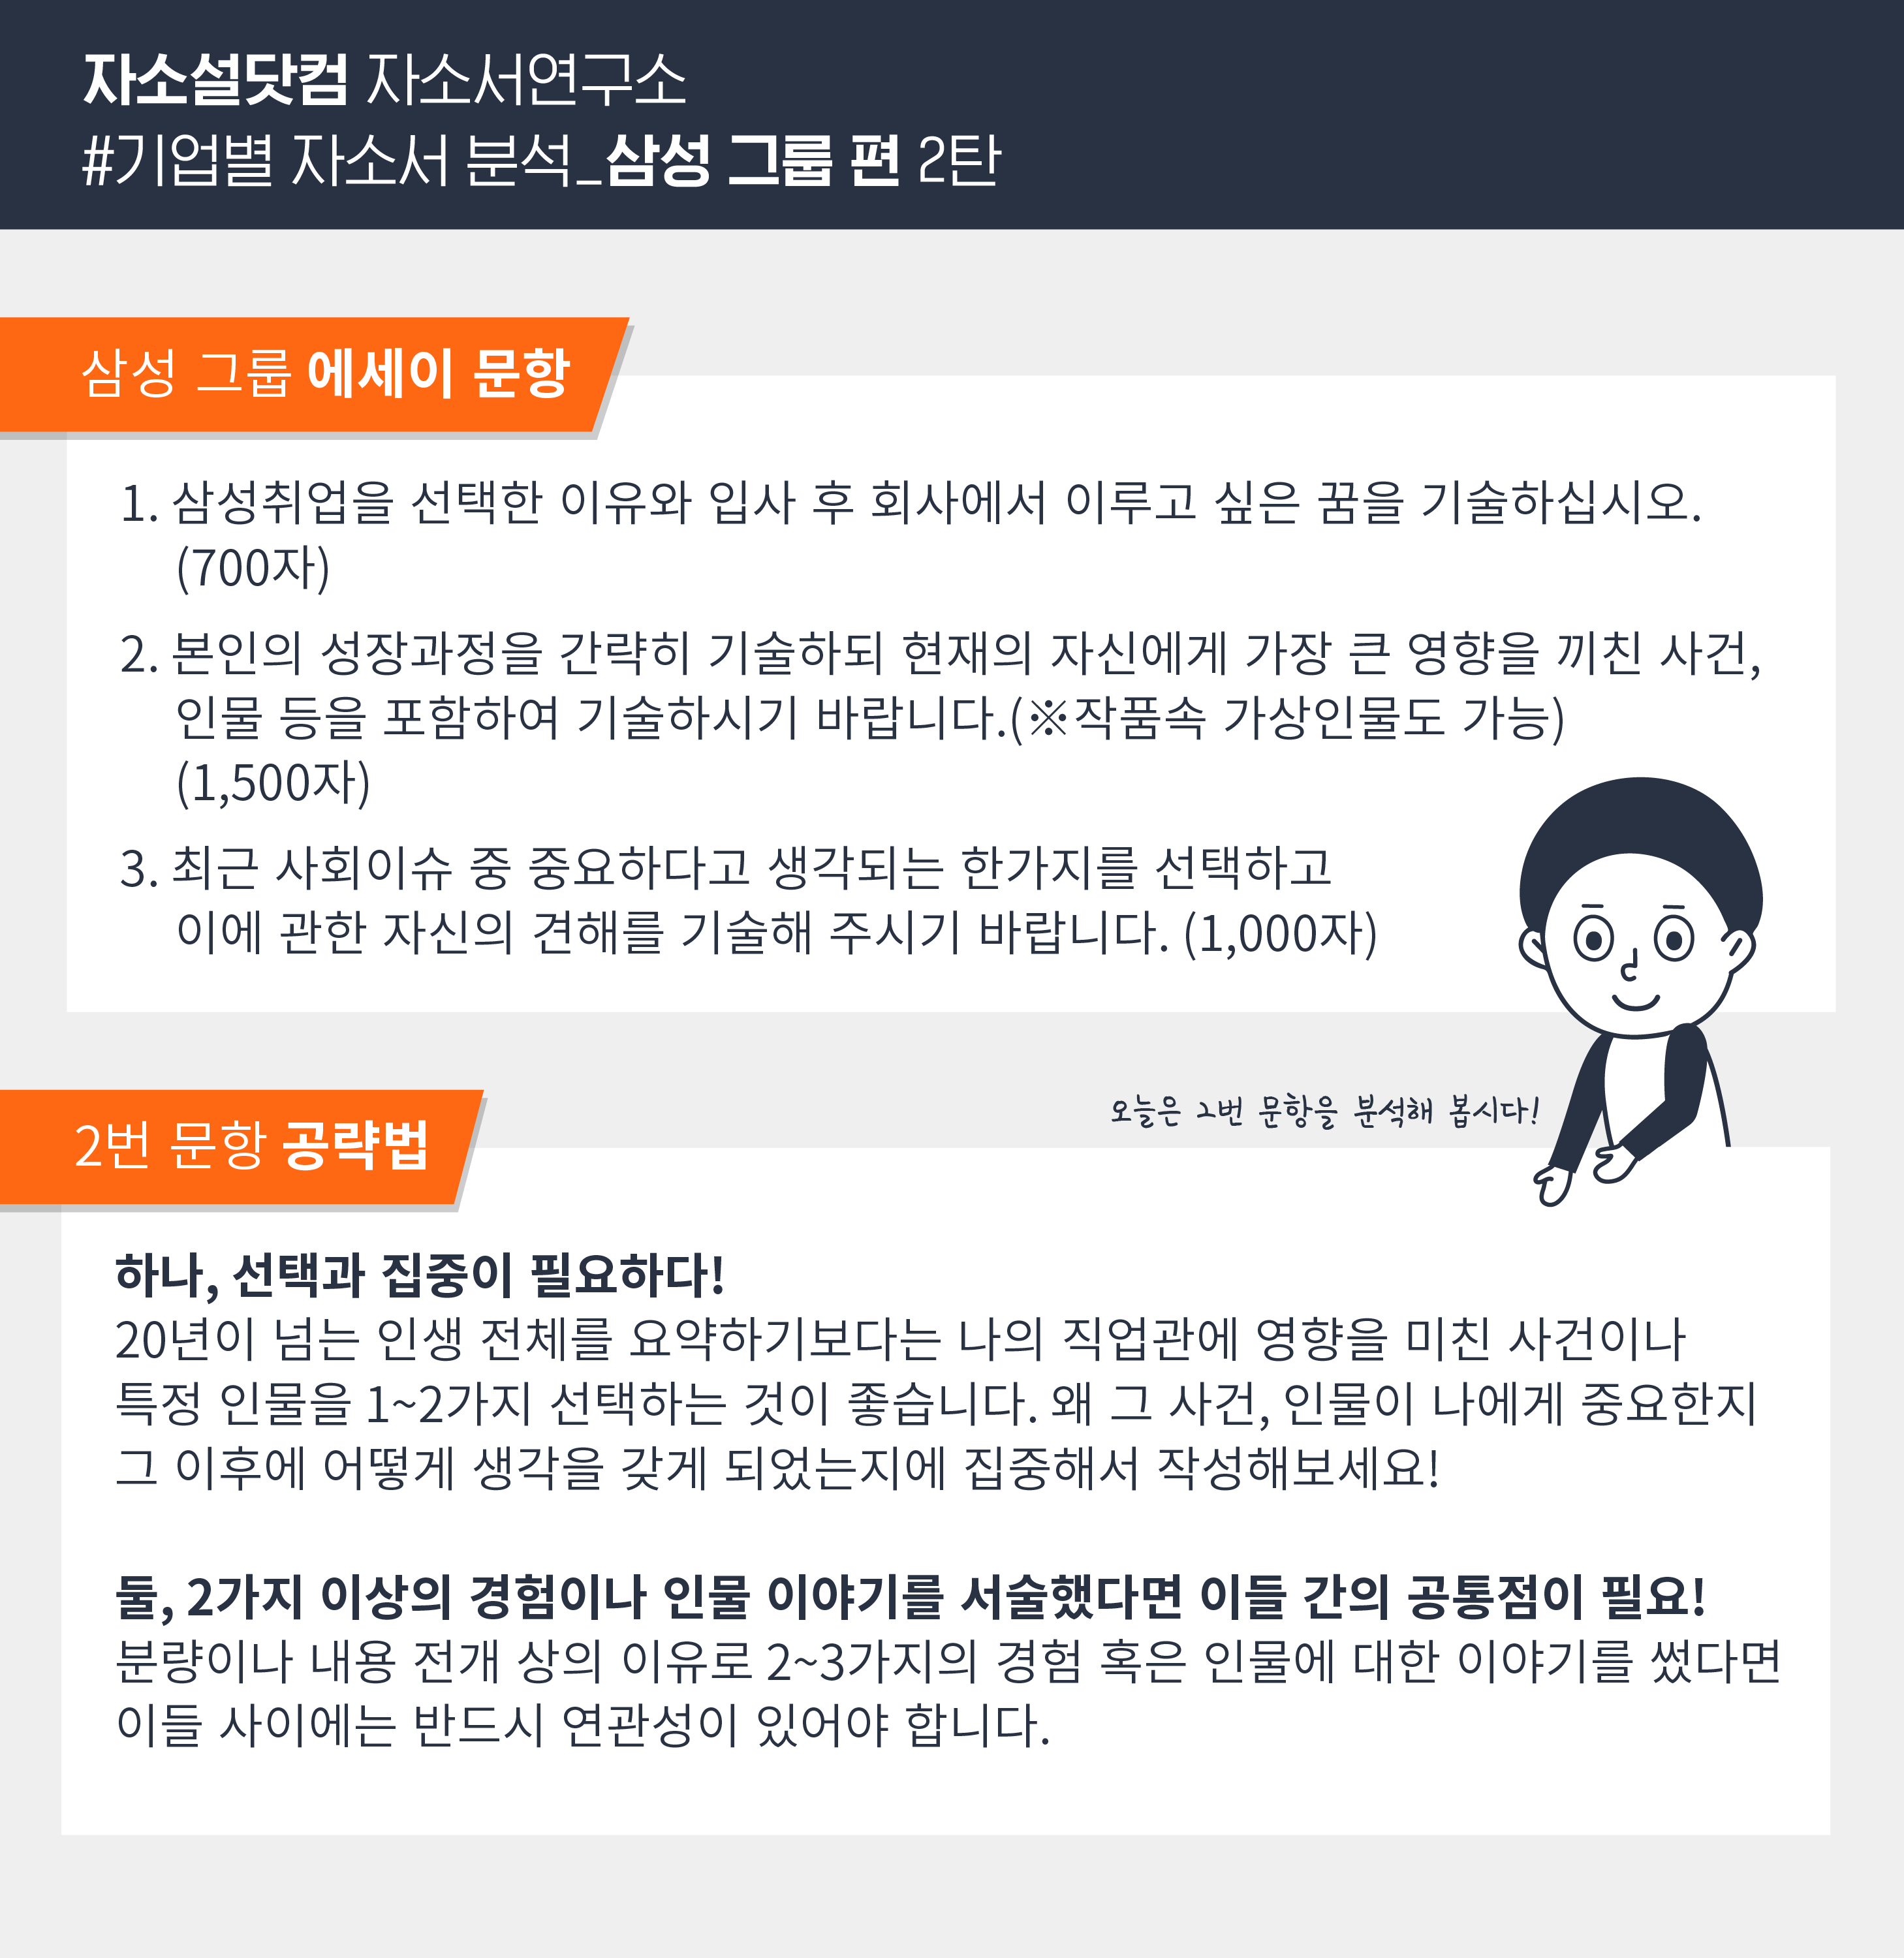 자소설닷컴 자소서연구소
#기업별 자소서 분석_삼성 그룹 편 2탄
삼성 그룹 에세이 문항
1. 삼성취업을 선택한 이유와 입사 후 회사에서 이루고 싶은 꿈을 기술하십시오.
(700자)
2. 본인의 성장과정을 간략히 기술하되 현재의 자신에게 가장 큰 영향을 끼친 사건,
인물 등을 포함하여 기술하시기 바랍니다.(※작품속 가상인물도 가능)
(1,500자)
3. 최근 사회이슈 중 중요하다고 생각되는 한가지를 선택하고
이에 관한 자신의 견해를 기술해 주시기 바랍니다. (1,000자)
오늘은 2번 문항을 분석해 봅시다!
2번 문항 공략법
하나, 선택과 집중이 필요하다!
20년이 넘는 인생 전체를 요약하기보다는 나의 직업관에 영향을 미친 사건이나
특정 인물을 1~2가지 선택하는 것이 좋습니다. 왜 그 사건, 인물이 나에게 중요한지
그 이후에 어떻게 생각을 갖게 되었는지에 집중해서 작성해보세요!
둘, 2가지 이상의 경험이나 인물 이야기를 서술했다면 이들 간의 공통점이 필요!
분량이나 내용 전개 상의 이유로 2~3가지의 경험 혹은 인물에 대한 이야기를 썼다면
이들 사이에는 반드시 연관성이 있어야 합니다.